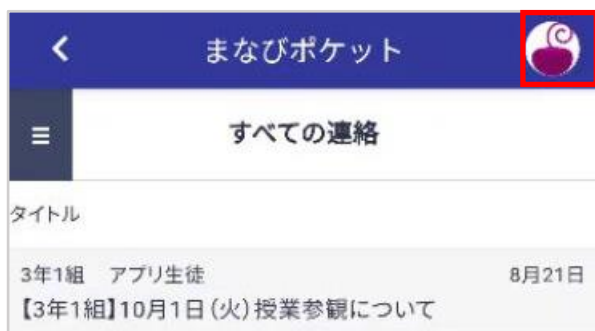 まなびポケット
すべての連絡
タイトル
3年1組　アプリ生徒　8月21日
【3年1組】10月1日(火)授業参観について